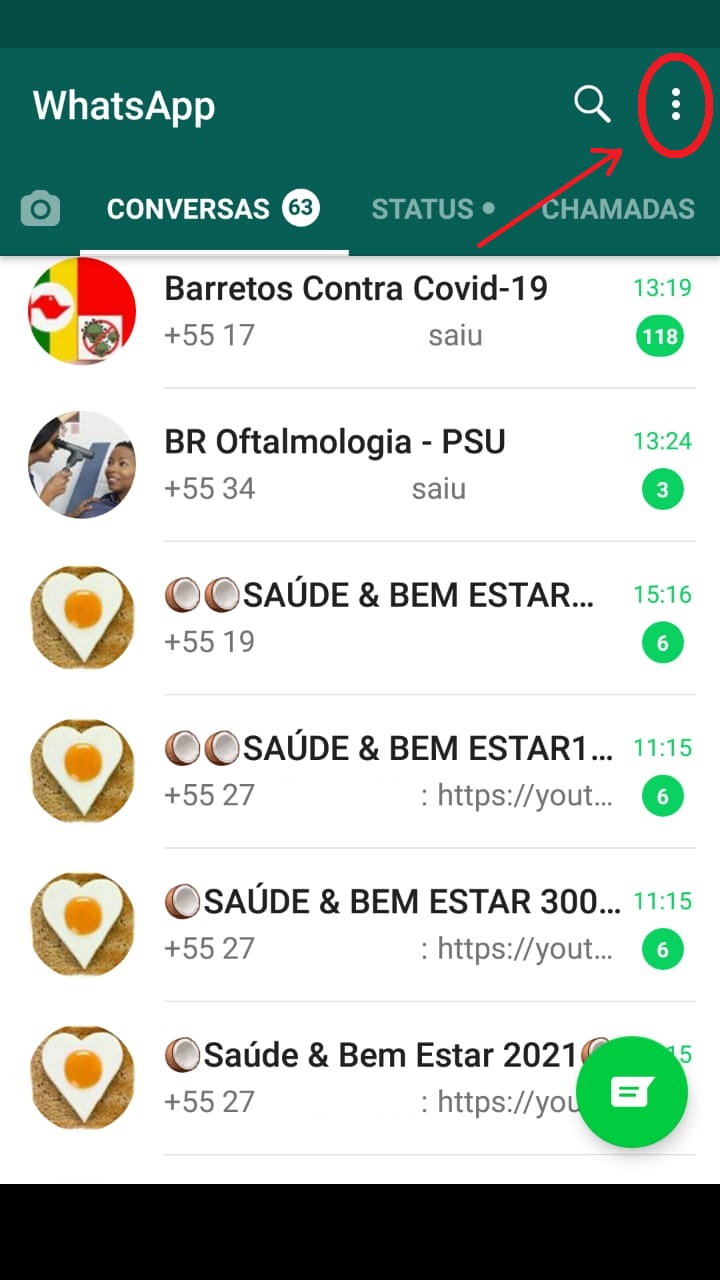 WhatsApp
CONVERSAS 63 STATUS CHAMADAS
Barretos Contra Covid-19 13:19
+55 17 saiu 118
BR Oftalmologia - PSU 13:24
+55 34 saiu 3
🥥🥥SAÚDE & BEM ESTAR... 15:16
+55 19 6
🥥🥥SAÚDE & BEM ESTAR1... 11:15
+55 27 : https://yout... 6
🥥SAÚDE & BEM ESTAR 300... 11:15
+55 27 : https://yout... 6
🥥Saúde & Bem Estar 2021🥥 15
+55 27 : https://you